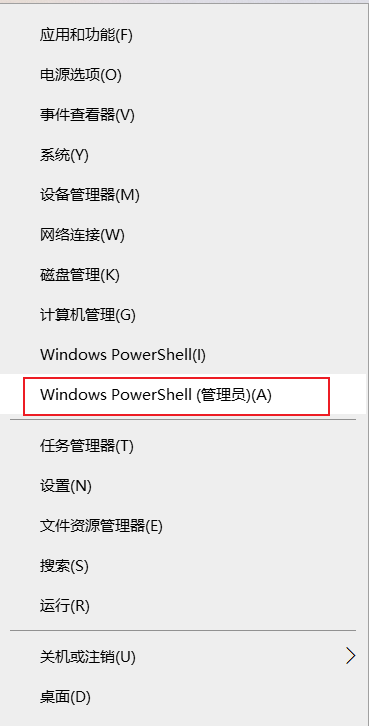 应用和功能(F)
电源选项(O)
事件查看器(V)
系统(Y)
设备管理器(M)
网络连接(W)
磁盘管理(K)
计算机管理(G)
Windows PowerShell(I)
Windows PowerShell (管理员)(A)
任务管理器(T)
设置(N)
文件资源管理器(E)
搜索(S)
运行(R)
关机或注销(U)
桌面(D)